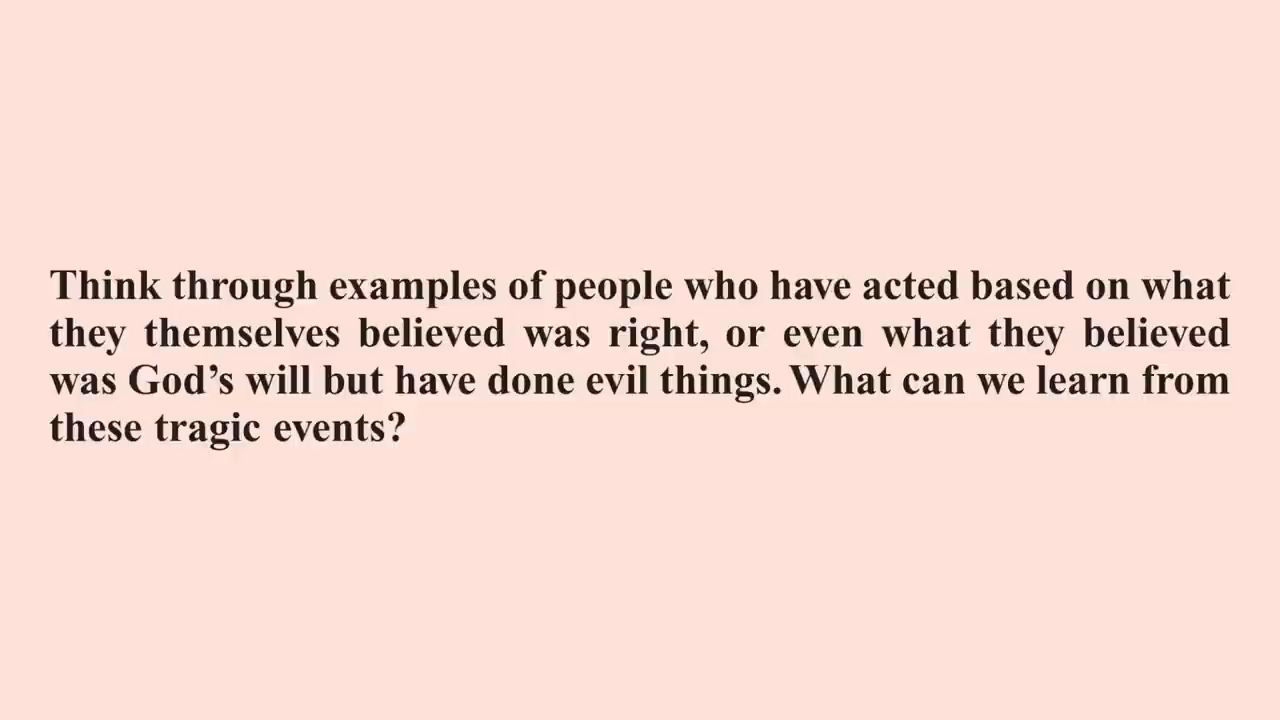 Think through examples of people who have acted based on what
they themselves believed was right, or even what they believed
was God’s will but have done evil things. What can we learn from
these tragic events?